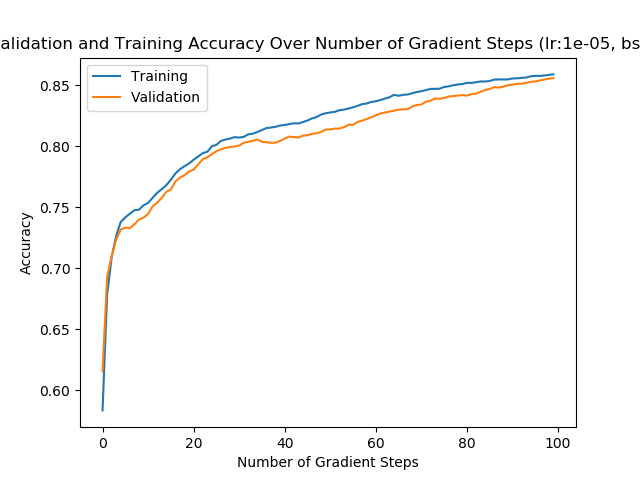 alidation and Training Accuracy Over Number of Gradient Steps (lr:1e-05, bs
Training
Validation
0.85
0.80
0.75
0.70
0.65
0.60
Accuracy
0 20 40 60 80 100
Number of Gradient Steps